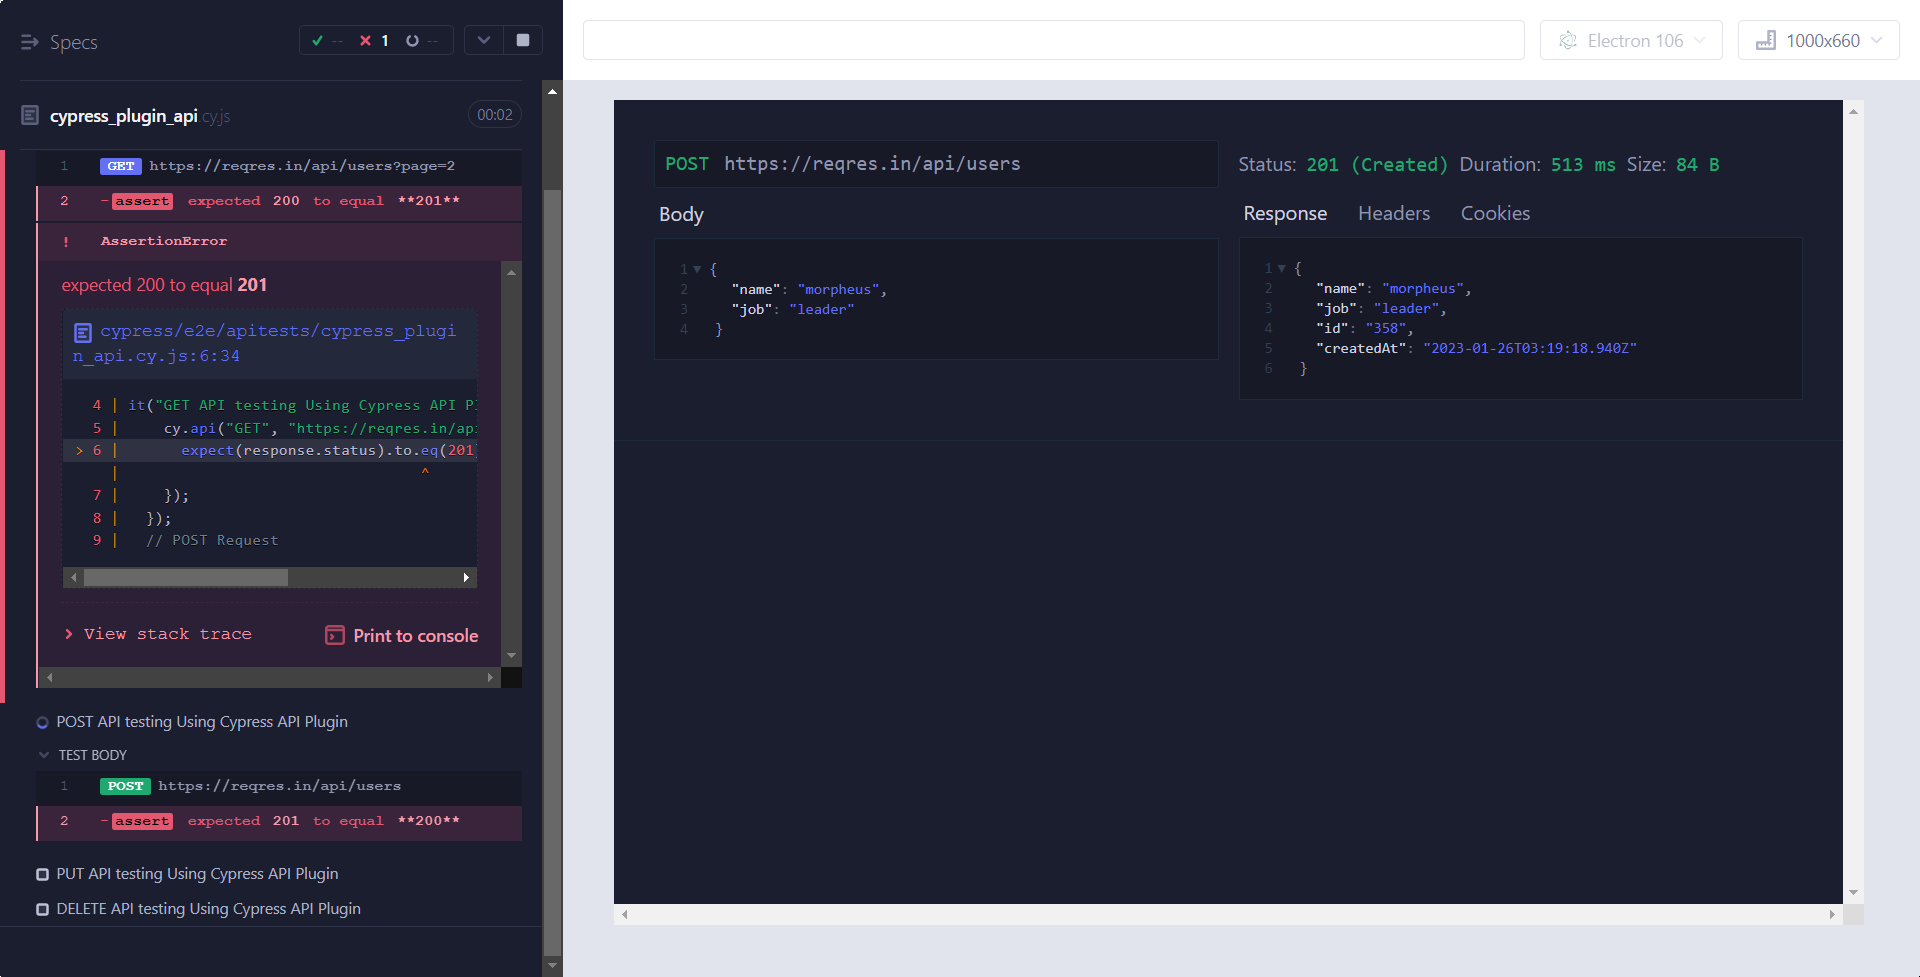 Specs
-- 1 --
cypress_plugin_api.cy.js
00:02
1 GET https://reqres.in/api/users?page=2
2 -assert expected 200 to equal **201**
! AssertionError
expected 200 to equal 201
cypress/e2e/apitests/cypress_plugi
n_api.cy.js:6:34
4 | it("GET API testing Using Cypress API Pl
5 | cy.api("GET", "https://reqres.in/api
> 6 | expect(response.status).to.eq(201
| ^
7 | });
8 | });
9 | // POST Request
View stack trace
Print to console
POST API testing Using Cypress API Plugin
TEST BODY
1 POST https://reqres.in/api/users
2 -assert expected 201 to equal **200**
PUT API testing Using Cypress API Plugin
DELETE API testing Using Cypress API Plugin
Electron 106
1000x660
POST https://reqres.in/api/users
Status: 201 (Created) Duration: 513 ms Size: 84 B
Body
1 {
2 "name": "morpheus",
3 "job": "leader"
4 }
Response Headers Cookies
1 {
2 "name": "morpheus",
3 "job": "leader",
4 "id": "358",
5 "createdAt": "2023-01-26T03:19:18.940Z"
6 }